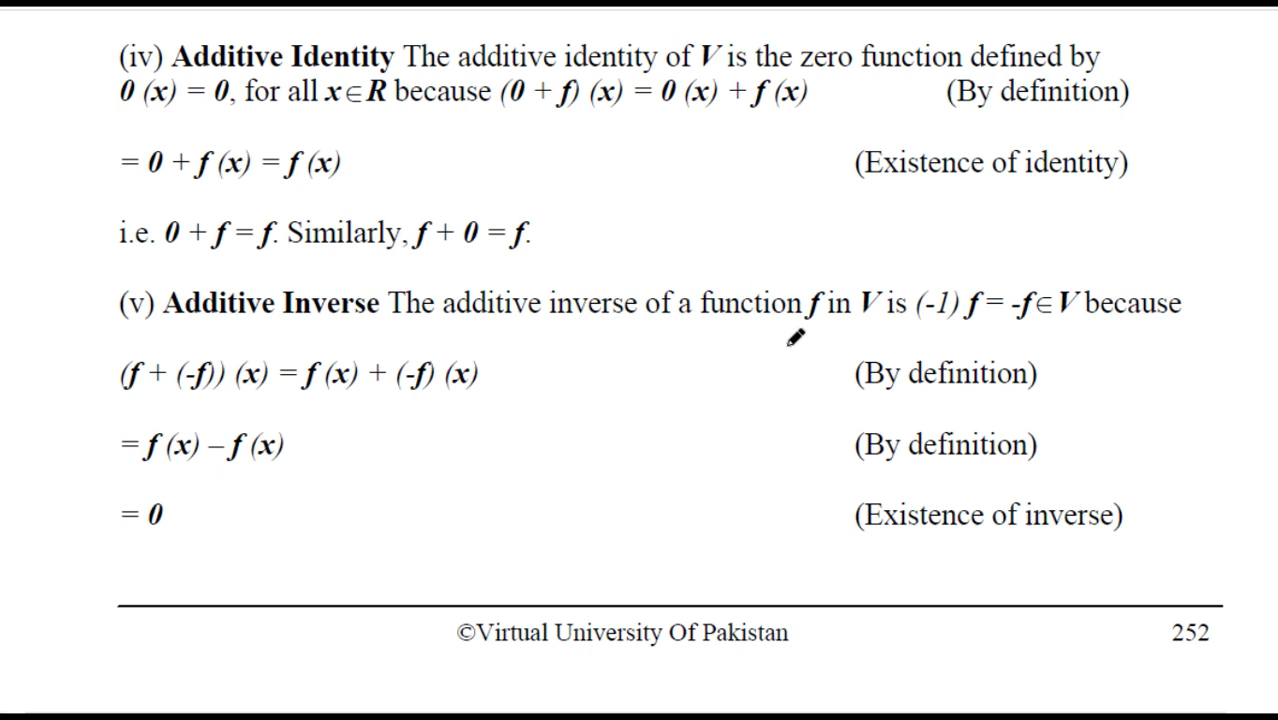 (iv) Additive Identity The additive identity of V is the zero function defined by
0 (x) = 0, for all x∈R because (0 + f) (x) = 0 (x) + f (x) (By definition)
= 0 + f (x) = f (x) (Existence of identity)
i.e. 0 + f = f. Similarly, f + 0 = f.
(v) Additive Inverse The additive inverse of a function f in V is (-1) f = -f∈ V because
(f + (-f)) (x) = f (x) + (-f) (x) (By definition)
= f (x) – f (x) (By definition)
= 0 (Existence of inverse)
©Virtual University Of Pakistan 252